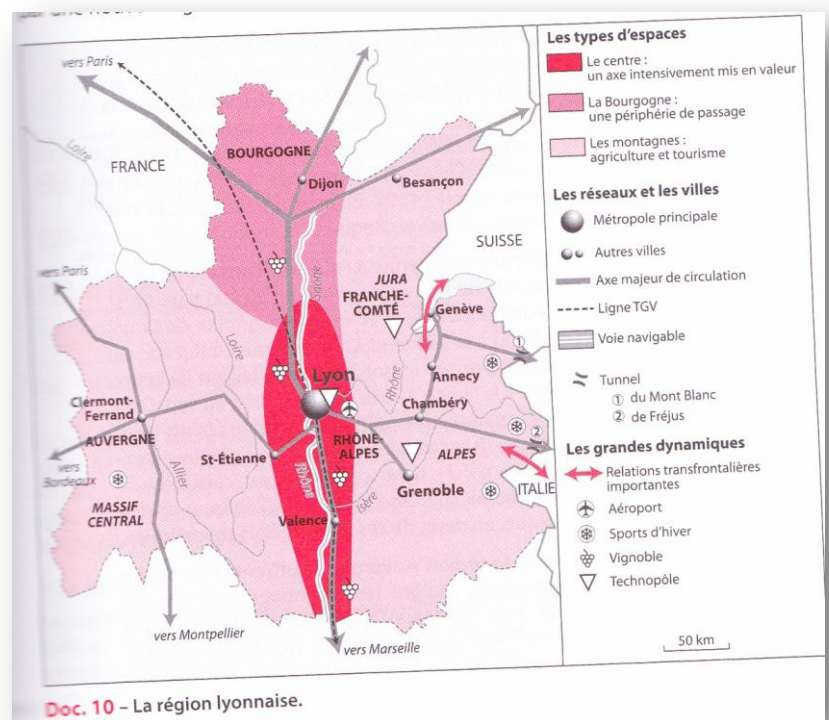 vers Paris
Loire
FRANCE
BOURGOGNE
Dijon
Besançon
SUISSE
vers Paris
Saône
JURA
FRANCHE-
COMTÉ
Genève
Loire
Rhône
Lyon
Annecy
Clermont-
Ferrand
Chambéry
AUVERGNE
RHÔNE-
ALPES
ALPES
St-Étienne
vers
Bordeaux
Allier
Rhône
Isère
Grenoble
ITALIE
MASSIF
CENTRAL
Valence
vers Montpellier
vers Marseille
1
2
Les types d'espaces
Le centre :
un axe intensivement mis en valeur
La Bourgogne :
une périphérie de passage
Les montagnes :
agriculture et tourisme
Les réseaux et les villes
Métropole principale
Autres villes
Axe majeur de circulation
Ligne TGV
Voie navigable
Tunnel
1 du Mont Blanc
2 de Fréjus
Les grandes dynamiques
Relations transfrontalières
importantes
Aéroport
Sports d'hiver
Vignoble
Technopôle
50 km
Doc. 10 – La région lyonnaise.